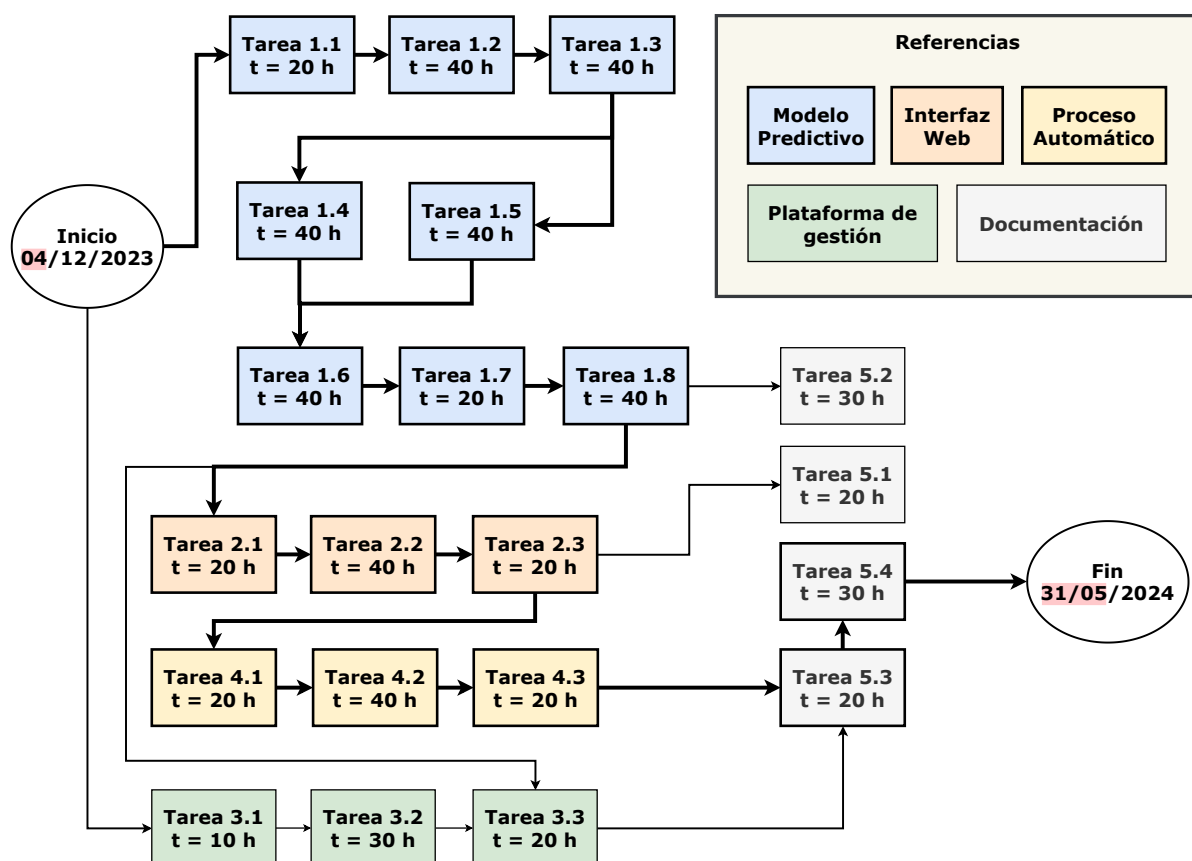 Tarea 1.1
t = 20 h
Tarea 1.2
t = 40 h
Tarea 1.3
t = 40 h
Referencias
Modelo
Predictivo
Interfaz
Web
Proceso
Automático
Plataforma de
gestión
Documentación
Inicio
04/12/2023
Tarea 1.4
t = 40 h
Tarea 1.5
t = 40 h
Tarea 1.6
t = 40 h
Tarea 1.7
t = 20 h
Tarea 1.8
t = 40 h
Tarea 5.2
t = 30 h
Tarea 5.1
t = 20 h
Tarea 2.1
t = 20 h
Tarea 2.2
t = 40 h
Tarea 2.3
t = 20 h
Tarea 5.4
t = 30 h
Fin
31/05/2024
Tarea 4.1
t = 20 h
Tarea 4.2
t = 40 h
Tarea 4.3
t = 20 h
Tarea 5.3
t = 20 h
Tarea 3.1
t = 10 h
Tarea 3.2
t = 30 h
Tarea 3.3
t = 20 h